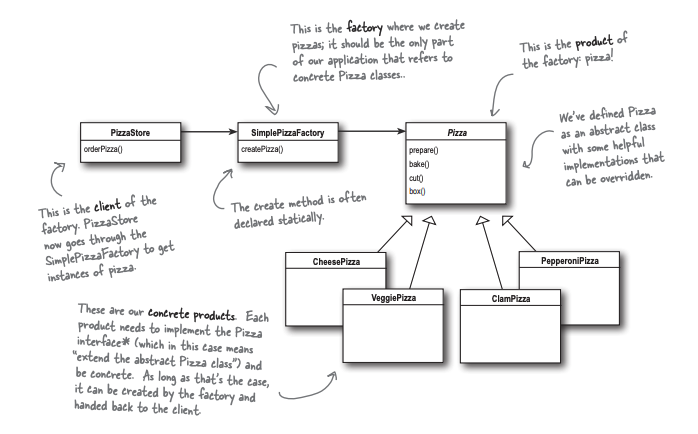 This is the factory where we create
pizzas; it should be the only part
of our application that refers to
concrete Pizza classes..
This is the product of
the factory: pizza!
PizzaStore
orderPizza()
SimplePizzaFactory
createPizza()
Pizza
prepare()
bake()
cut()
box()
We've defined Pizza
as an abstract class
with some helpful
implementations that
can be overridden.
This is the client of the
factory. PizzaStore
now goes through the
SimplePizzaFactory to get
instances of pizza.
The create method is often
declared statically.
CheesePizza
VeggiePizza
ClamPizza
PepperoniPizza
These are our concrete products. Each
product needs to implement the Pizza
interface* (which in this case means
"extend the abstract Pizza class") and
be concrete. As long as that's the case,
it can be created by the factory and
handed back to the client.